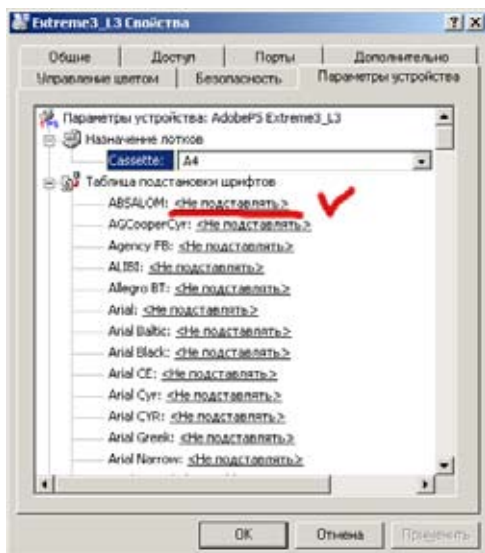 Extreme3_L3 Свойства
Общие Доступ Порты Дополнительно
Управление цветом Безопасность Параметры устройства
Параметры устройства: AdobePS Extreme3_L3
Назначение лотков
Cassette: A4
Таблица подстановки шрифтов
ABSALOM: <Не подставлять>
AGCooperCyr: <Не подставлять>
Agency FB: <Не подставлять>
ALIBI: <Не подставлять>
Allegro BT: <Не подставлять>
Arial: <Не подставлять>
Arial Baltic: <Не подставлять>
Arial Black: <Не подставлять>
Arial CE: <Не подставлять>
Arial Cyr: <Не подставлять>
Arial CYR: <Не подставлять>
Arial Greek: <Не подставлять>
Arial Narrow: <Не подставлять>
OK Отмена Применить